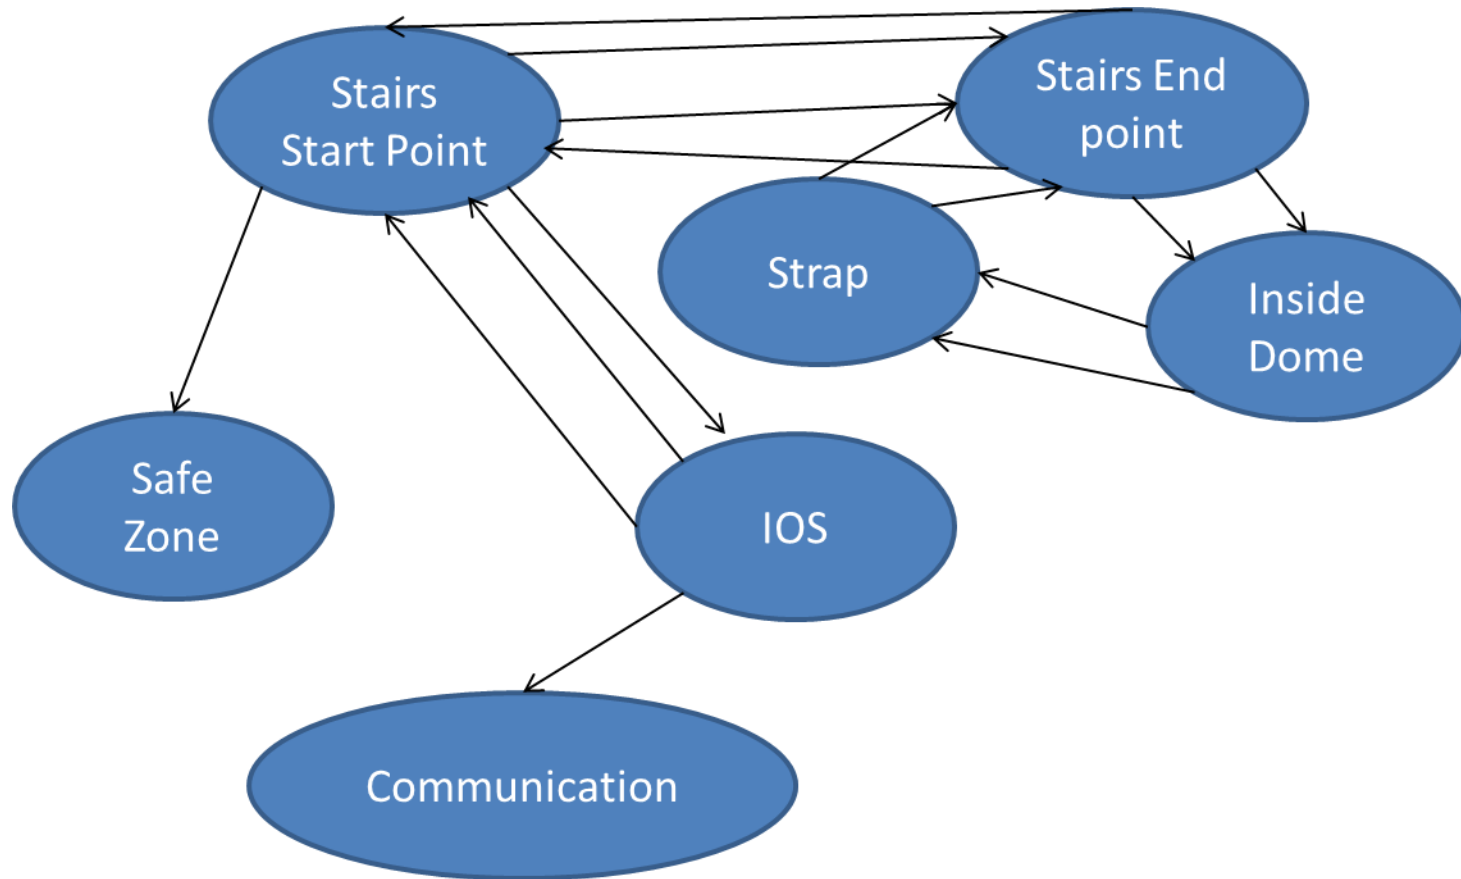 Stairs
Start Point
Stairs End
point
Strap
Inside
Dome
Safe
Zone
IOS
Communication